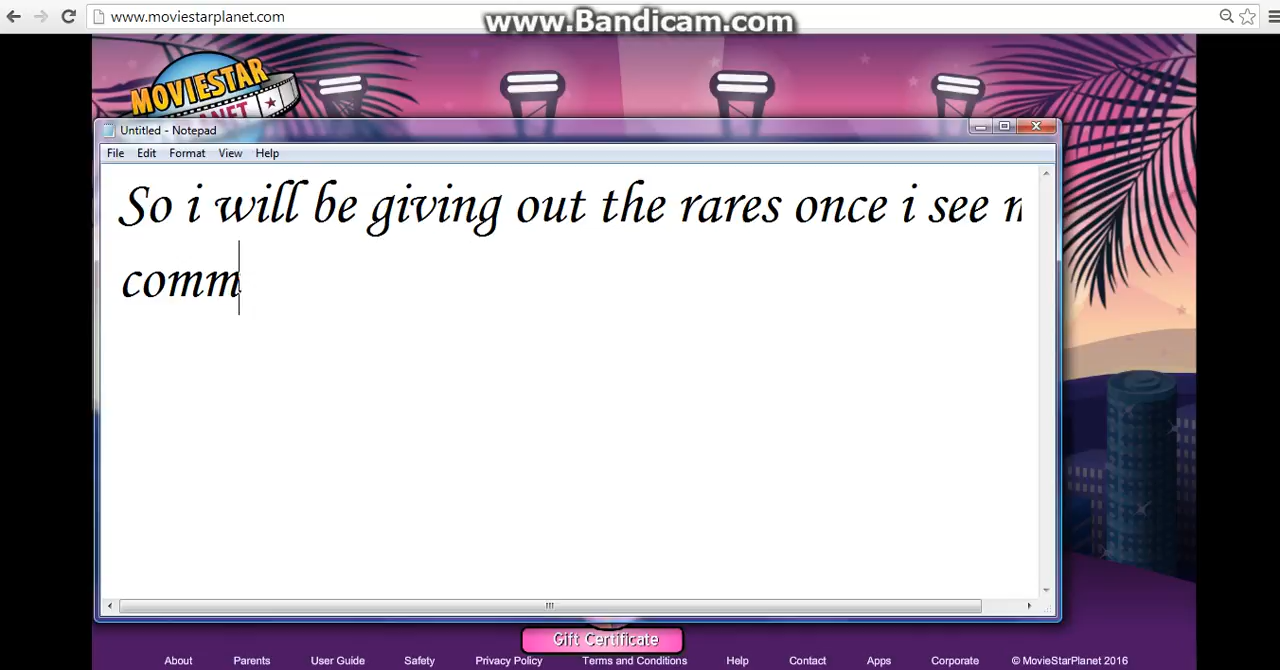 www.moviestarplanet.com
www.Bandicam.com
MOVIESTAR
PLANET
Untitled - Notepad
File Edit Format View Help
So i will be giving out the rares once i see
comm
Gift Certificate
About Parents User Guide Safety Privacy Policy Terms and Conditions Help Contact Apps Corporate © MovieStarPlanet 2016